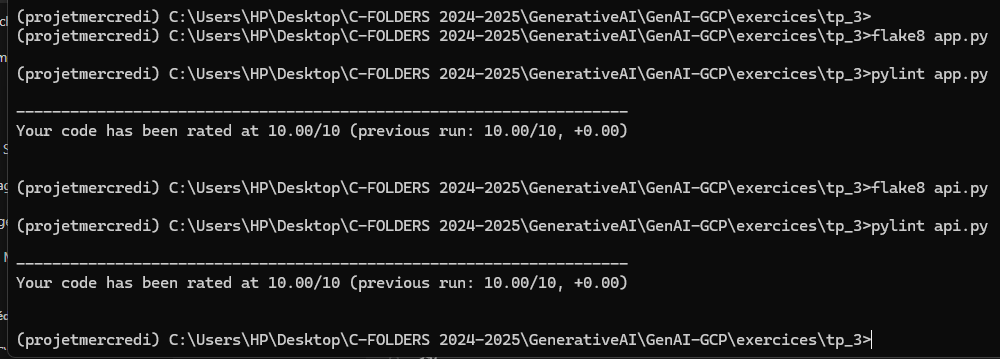 (projetmercredi) C:\Users\HP\Desktop\C-FOLDERS 2024-2025\GenerativeAI\GenAI-GCP\exercices\tp_3>
(projetmercredi) C:\Users\HP\Desktop\C-FOLDERS 2024-2025\GenerativeAI\GenAI-GCP\exercices\tp_3>flake8 app.py
(projetmercredi) C:\Users\HP\Desktop\C-FOLDERS 2024-2025\GenerativeAI\GenAI-GCP\exercices\tp_3>pylint app.py
--------------------------------------------------------------------
Your code has been rated at 10.00/10 (previous run: 10.00/10, +0.00)
(projetmercredi) C:\Users\HP\Desktop\C-FOLDERS 2024-2025\GenerativeAI\GenAI-GCP\exercices\tp_3>flake8 api.py
(projetmercredi) C:\Users\HP\Desktop\C-FOLDERS 2024-2025\GenerativeAI\GenAI-GCP\exercices\tp_3>pylint api.py
--------------------------------------------------------------------
Your code has been rated at 10.00/10 (previous run: 10.00/10, +0.00)
(projetmercredi) C:\Users\HP\Desktop\C-FOLDERS 2024-2025\GenerativeAI\GenAI-GCP\exercices\tp_3>